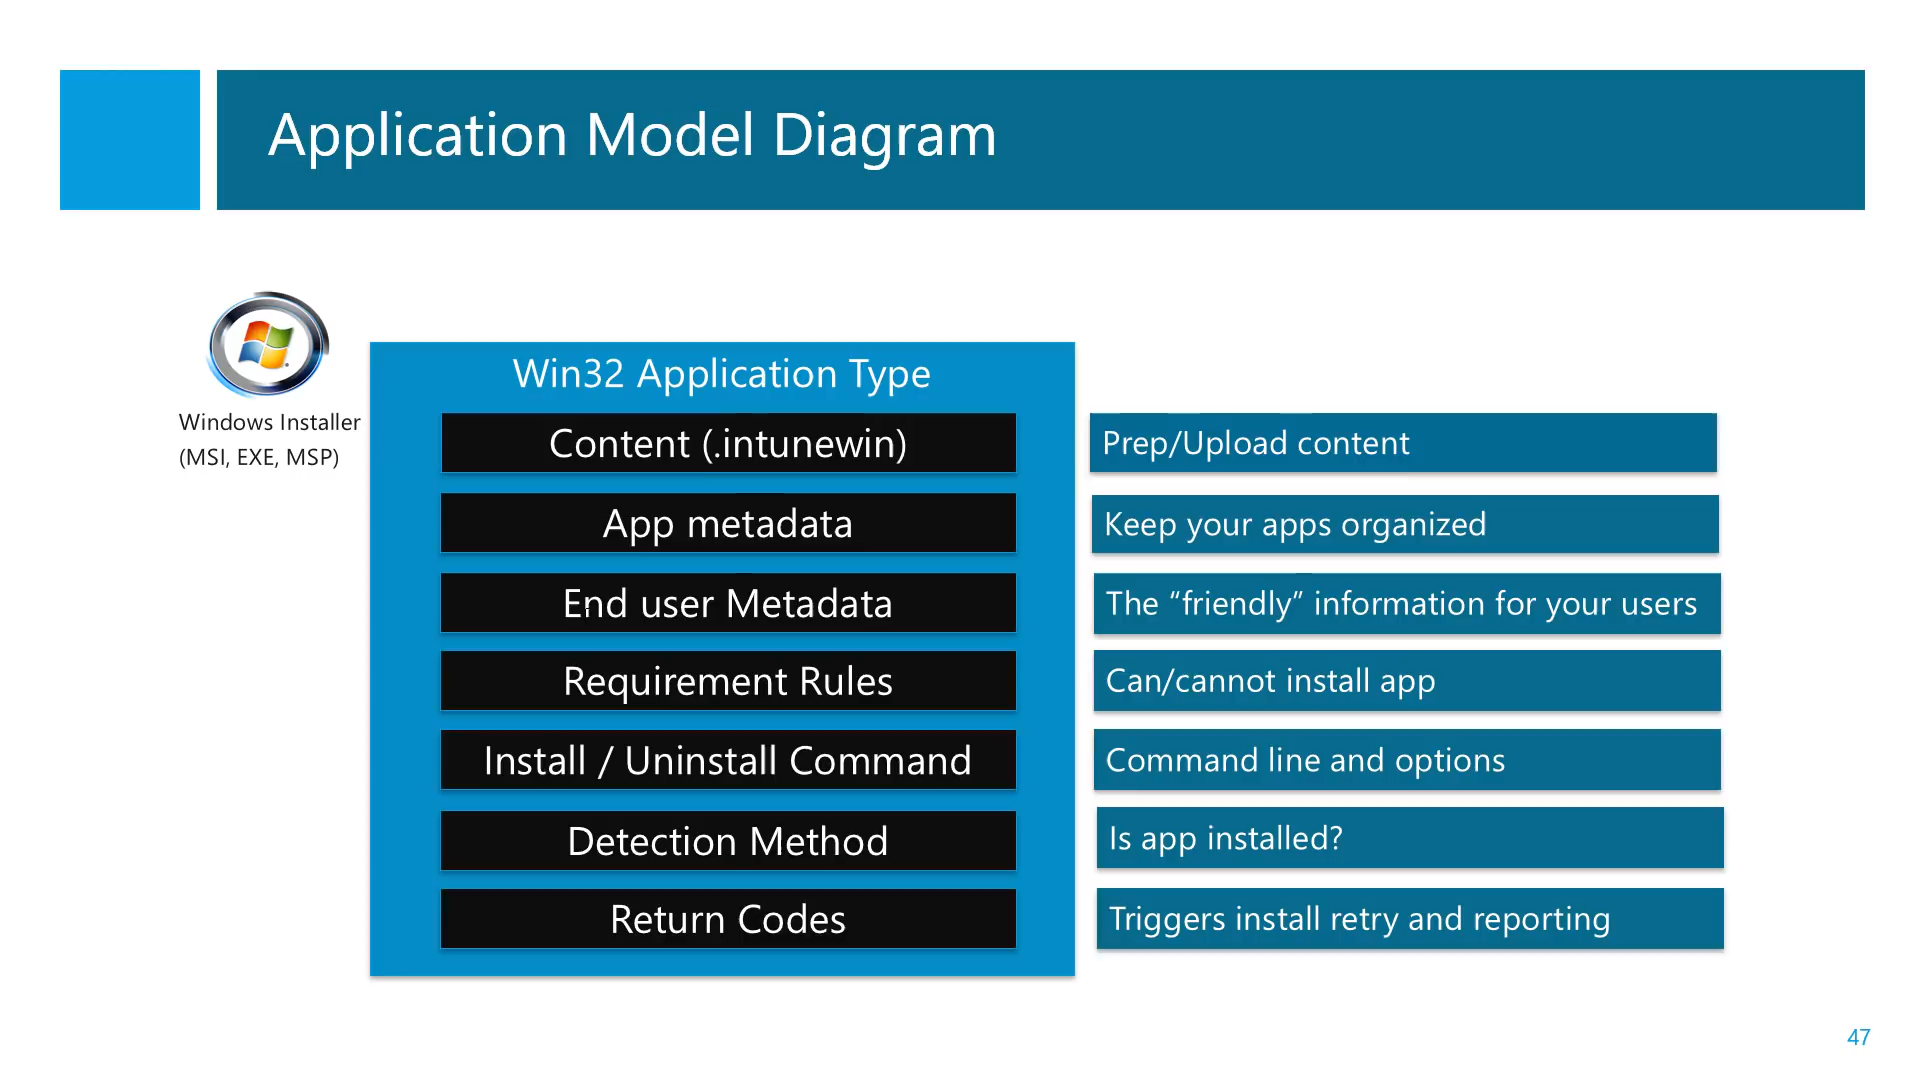 Application Model Diagram
Windows Installer
(MSI, EXE, MSP)
Win32 Application Type
Content (.intunewin)
Prep/Upload content
App metadata
Keep your apps organized
End user Metadata
The “friendly” information for your users
Requirement Rules
Can/cannot install app
Install / Uninstall Command
Command line and options
Detection Method
Is app installed?
Return Codes
Triggers install retry and reporting
47